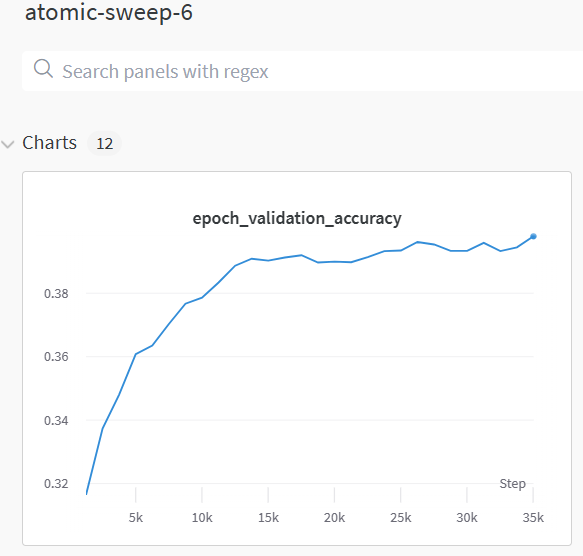 atomic-sweep-6
Search panels with regex
Charts 12
epoch_validation_accuracy
0.38
0.36
0.34
0.32
Step
5k 10k 15k 20k 25k 30k 35k